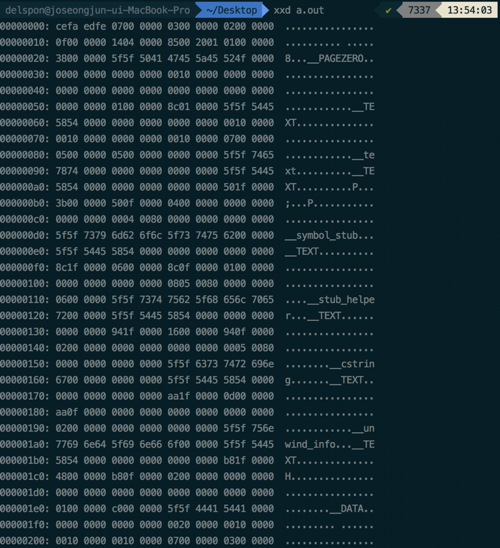 delspon@joseongjun-ui-MacBook-Pro ~/Desktop xxd a.out ✔ 7337 13:54:03
00000000: cefa edfe 0700 0000 0300 0000 0200 0000 ................
00000010: 0f00 0000 1404 0000 8500 2001 0100 0000 .......... .....
00000020: 3800 0000 5f5f 5041 4745 5a45 524f 0000 8...__PAGEZERO..
00000030: 0000 0000 0000 0000 0010 0000 0000 0000 ................
00000040: 0000 0000 0000 0000 0000 0000 0000 0000 ................
00000050: 0000 0000 0100 0000 8c01 0000 5f5f 5445 ............__TE
00000060: 5854 0000 0000 0000 0000 0000 0010 0000 XT..............
00000070: 0010 0000 0000 0000 0010 0000 0700 0000 ................
00000080: 0500 0000 0500 0000 0000 0000 5f5f 7465 ............__te
00000090: 7874 0000 0000 0000 0000 0000 5f5f 5445 xt..........__TE
000000a0: 5854 0000 0000 0000 0000 0000 501f 0000 XT..........P...
000000b0: 3b00 0000 500f 0000 0400 0000 0000 0000 ;...P...........
000000c0: 0000 0000 0004 0080 0000 0000 0000 0000 ................
000000d0: 5f5f 7379 6d62 6f6c 5f73 7475 6200 0000 __symbol_stub...
000000e0: 5f5f 5445 5854 0000 0000 0000 0000 0000 __TEXT..........
000000f0: 8c1f 0000 0600 0000 8c0f 0000 0100 0000 ................
00000100: 0000 0000 0000 0000 0805 0080 0000 0000 ................
00000110: 0600 0000 5f5f 7374 7562 5f68 656c 7065 ....__stub_helpe
00000120: 7200 0000 5f5f 5445 5854 0000 0000 0000 r...__TEXT......
00000130: 0000 0000 941f 0000 1600 0000 940f 0000 ................
00000140: 0200 0000 0000 0000 0000 0000 0005 0080 ................
00000150: 0000 0000 0000 0000 5f5f 6373 7472 696e ........__cstrin
00000160: 6700 0000 0000 0000 5f5f 5445 5854 0000 g.......__TEXT..
00000170: 0000 0000 0000 0000 aa1f 0000 0d00 0000 ................
00000180: aa0f 0000 0000 0000 0000 0000 0000 0000 ................
00000190: 0200 0000 0000 0000 0000 0000 5f5f 756e ............__un
000001a0: 7769 6e64 5f69 6e66 6f00 0000 5f5f 5445 wind_info...__TE
000001b0: 5854 0000 0000 0000 0000 0000 b81f 0000 XT..............
000001c0: 4800 0000 b80f 0000 0200 0000 0000 0000 H...............
000001d0: 0000 0000 0000 0000 0000 0000 0000 0000 ................
000001e0: 0100 0000 c000 0000 5f5f 4441 5441 0000 ........__DATA..
000001f0: 0000 0000 0000 0000 0020 0000 0010 0000 ......... ......
00000200: 0010 0000 0010 0000 0700 0000 0300 0000 ................